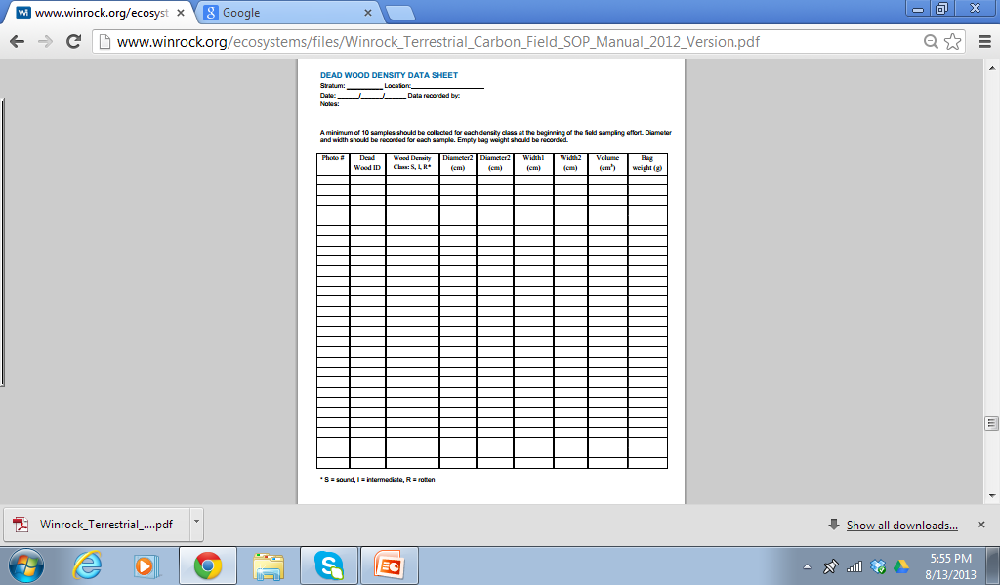 www.winrock.org/ecosyst
Google
www.winrock.org/ecosystems/files/Winrock_Terrestrial_Carbon_Field_SOP_Manual_2012_Version.pdf
DEAD WOOD DENSITY DATA SHEET
Stratum: _________ Location:__________________
Date: ______/______/______ Data recorded by:____________
Notes:
A minimum of 10 samples should be collected for each density class at the beginning of the field sampling effort. Diameter
and width should be recorded for each sample. Empty bag weight should be recorded.
Photo # Dead Wood Density Diameter2 Diameter2 Width1 Width2 Volume Bag
Wood ID Class: S, I, R* (cm) (cm) (cm) (cm) (cm³) weight (g)
* S = sound, I = intermediate, R = rotten
Winrock_Terrestrial_....pdf
Show all downloads...
5:55 PM
8/13/2013